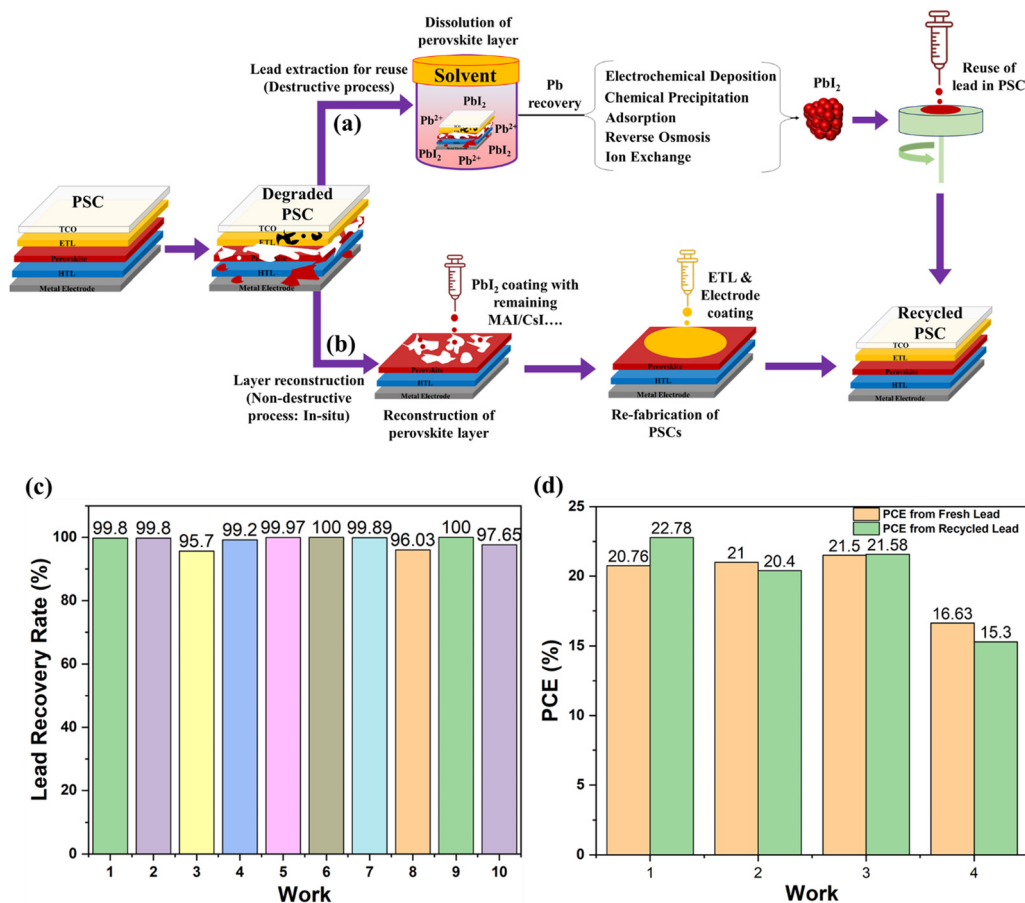 Dissolution of
perovskite layer
Lead extraction for reuse
(Destructive process)
(a)
Solvent
PbI₂
Pb²⁺
Pb²⁺
PbI₂
PbI₂
Pb²⁺
Pb
recovery
Electrochemical Deposition
Chemical Precipitation
Adsorption
Reverse Osmosis
Ion Exchange
PbI₂
Reuse of
lead in PSC
PSC
TCO
ETL
Perovskite
HTL
Metal Electrode
Degraded
PSC
TCO
ETL
HTL
Metal Electrode
(b)
Layer reconstruction
(Non-destructive
process: In-situ)
PbI₂ coating with
remaining
MAI/CsI….
Perovskite
HTL
Metal Electrode
Reconstruction of
perovskite layer
ETL &
Electrode
coating
Perovskite
HTL
Metal Electrode
Re-fabrication of
PSCs
Recycled
PSC
TCO
ETL
Perovskite
HTL
Metal Electrode
(c)
Lead Recovery Rate (%)
100
80
60
40
20
0
99.8 99.8 95.7 99.2 99.97 100 99.89 96.03 100 97.65
1 2 3 4 5 6 7 8 9 10
Work
(d)
PCE (%)
25
20
15
10
5
0
PCE from Fresh Lead
PCE from Recycled Lead
20.76 22.78 21 20.4 21.5 21.58 16.63 15.3
1 2 3 4
Work